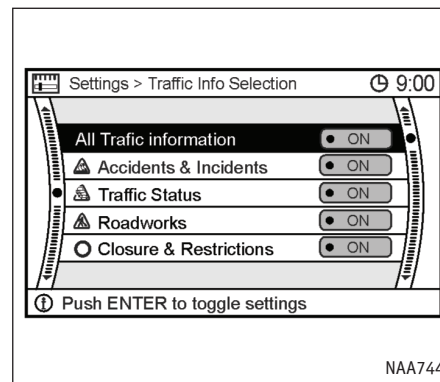 Settings > Traffic Info Selection 9:00
All Trafic information ON
Accidents & Incidents ON
Traffic Status ON
Roadworks ON
Closure & Restrictions ON
Push ENTER to toggle settings
NAA744